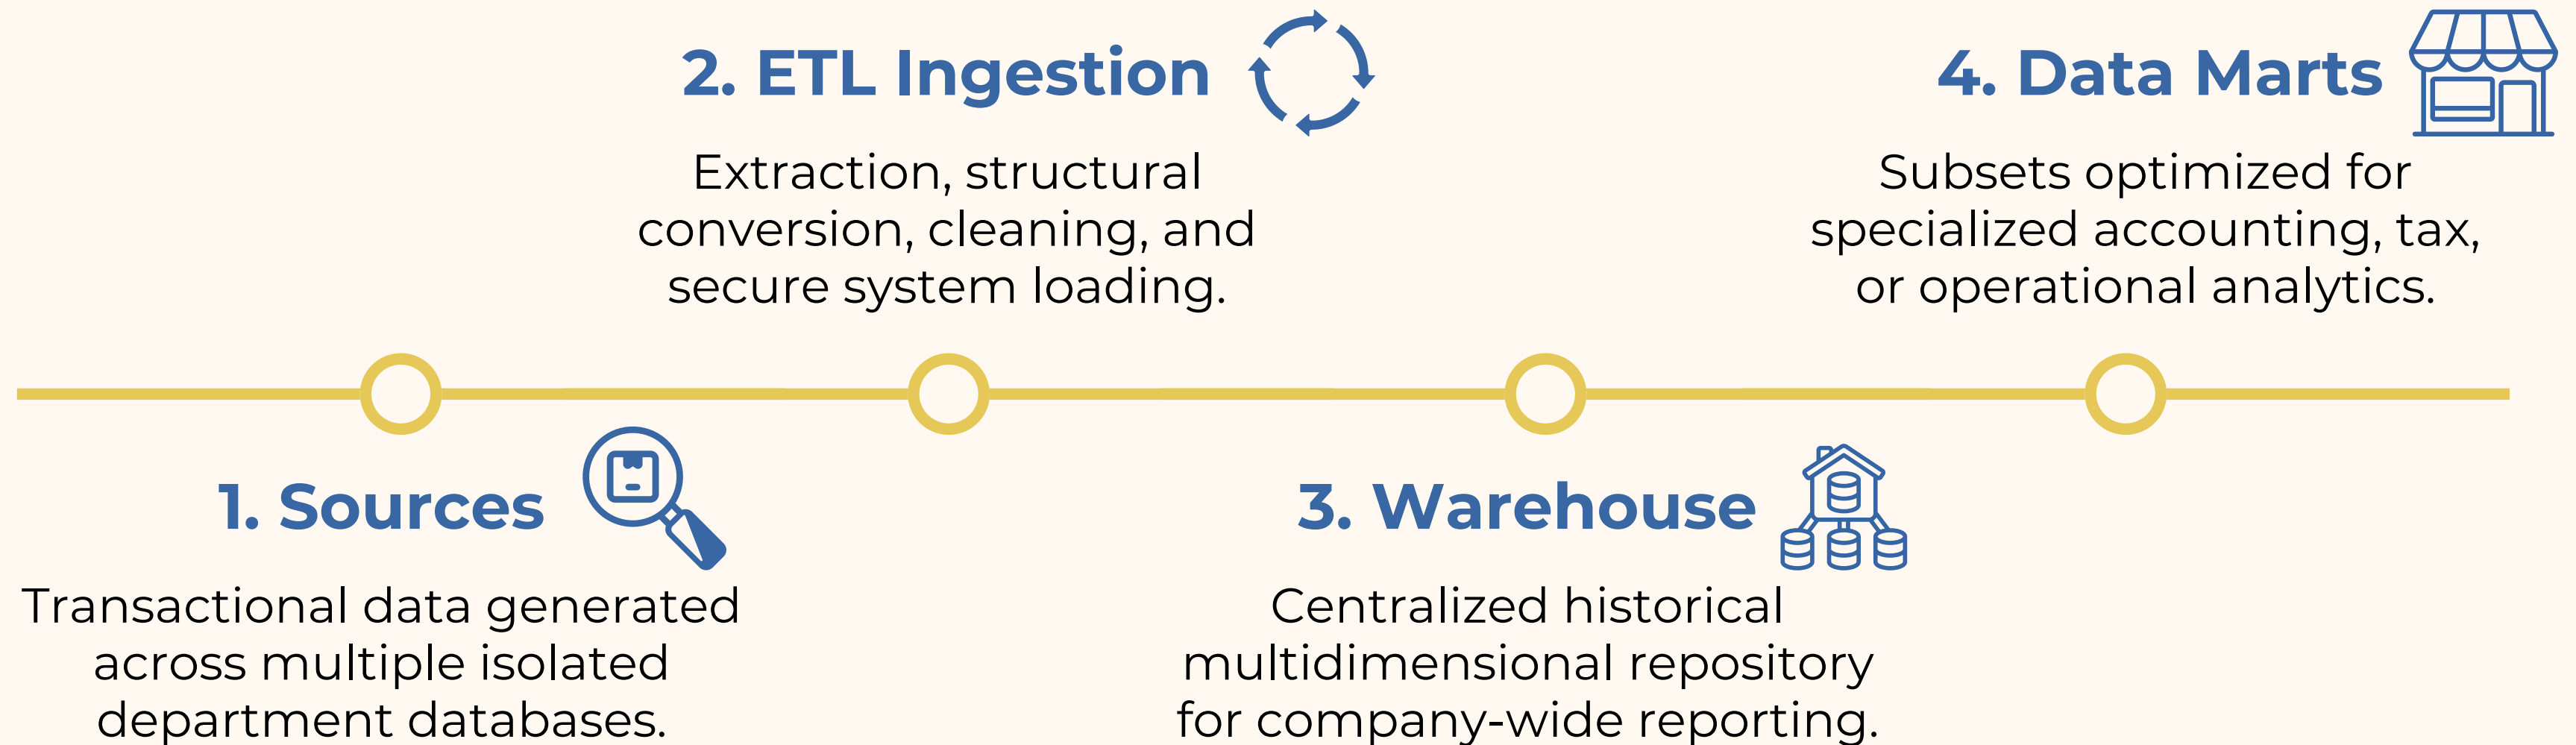 1. Sources
Transactional data generated
across multiple isolated
department databases.
2. ETL Ingestion
Extraction, structural
conversion, cleaning, and
secure system loading.
3. Warehouse
Centralized historical
multidimensional repository
for company-wide reporting.
4. Data Marts
Subsets optimized for
specialized accounting, tax,
or operational analytics.